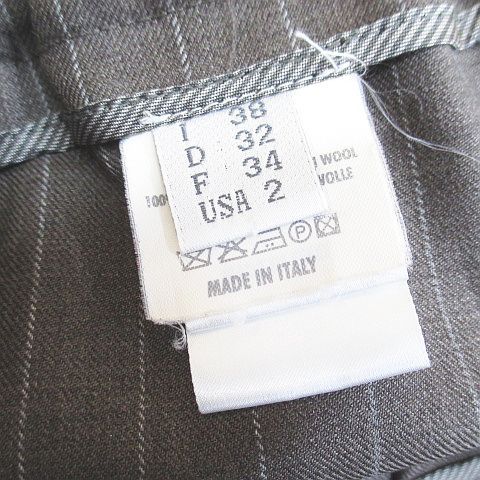 I 38
D 32
F 34
USA 2
100% WOOL
WOLLE
P
MADE IN ITALY